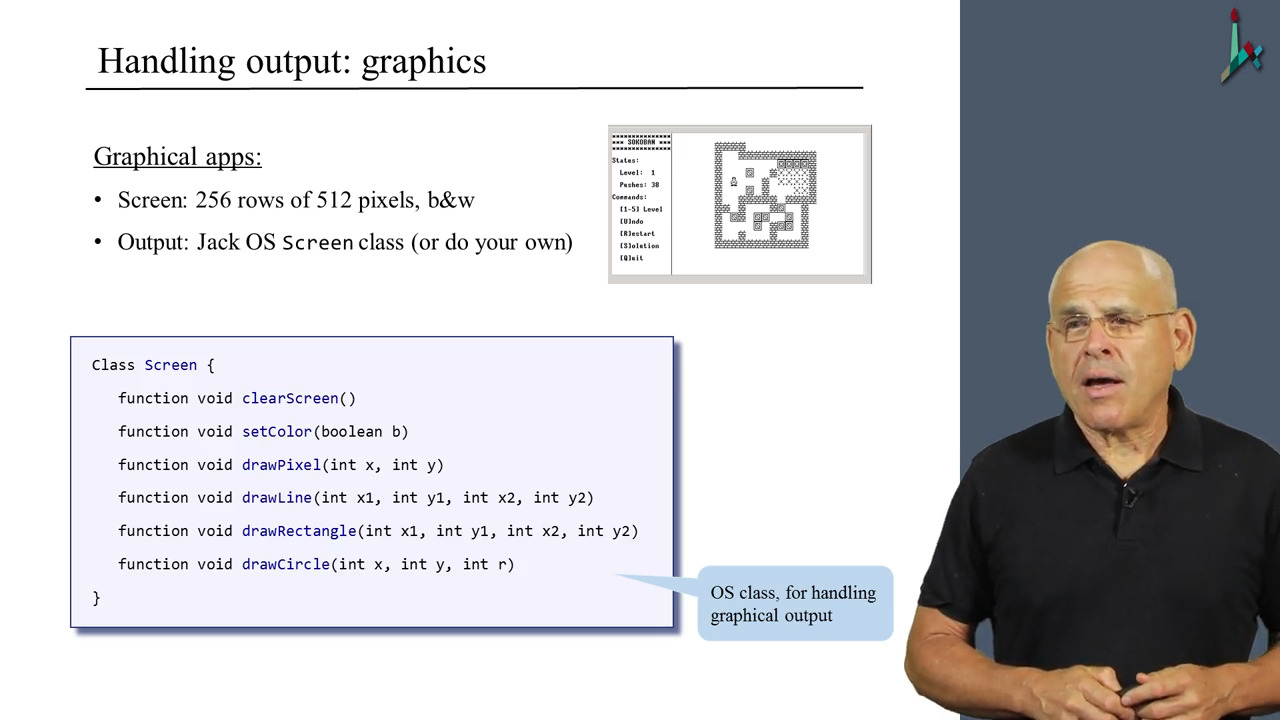 Handling output: graphics
Graphical apps:
• Screen: 256 rows of 512 pixels, b&w
• Output: Jack OS Screen class (or do your own)
SOKOBAN
Status:
Level: 1
Pushes: 38
Commands:
[1-5] Level
[U]ndo
[R]estart
[S]olution
[Q]uit
Class Screen {
function void clearScreen()
function void setColor(boolean b)
function void drawPixel(int x, int y)
function void drawLine(int x1, int y1, int x2, int y2)
function void drawRectangle(int x1, int y1, int x2, int y2)
function void drawCircle(int x, int y, int r)
}
OS class, for handling
graphical output